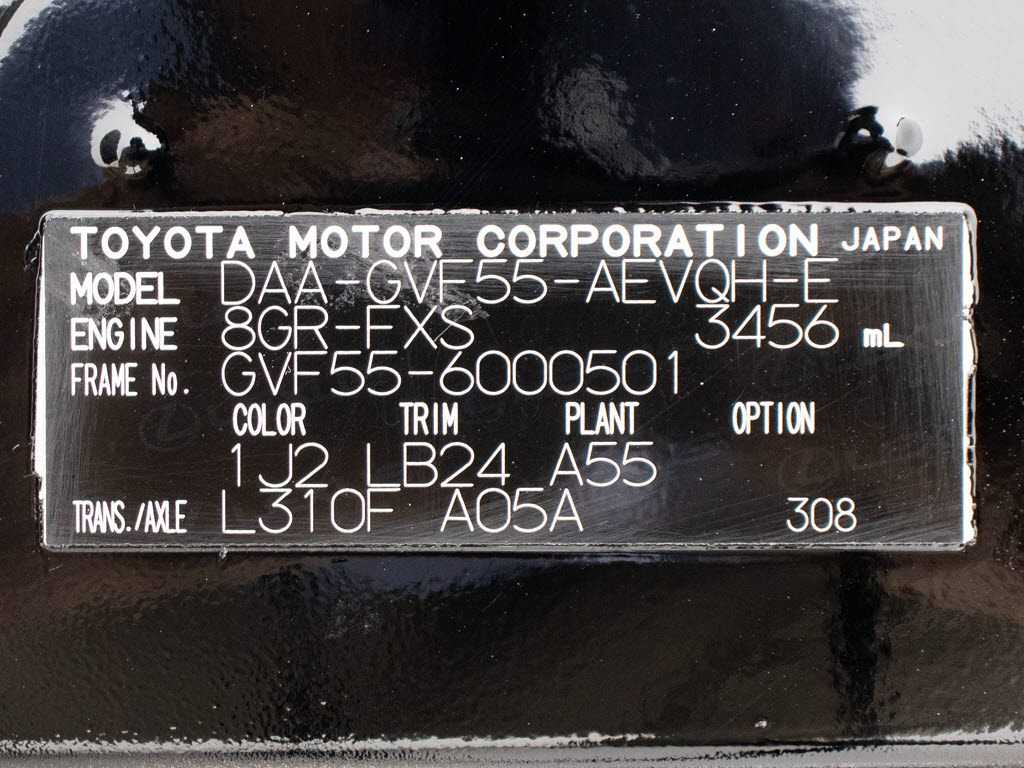 TOYOTA MOTOR CORPORATION JAPAN
MODEL DAA-GVF55-AEVQH-E
ENGINE 8GR-FXS 3456 mL
FRAME No. GVF55-6000501
COLOR TRIM PLANT OPTION
1J2 LB24 A55
TRANS./AXLE L310F A05A 308